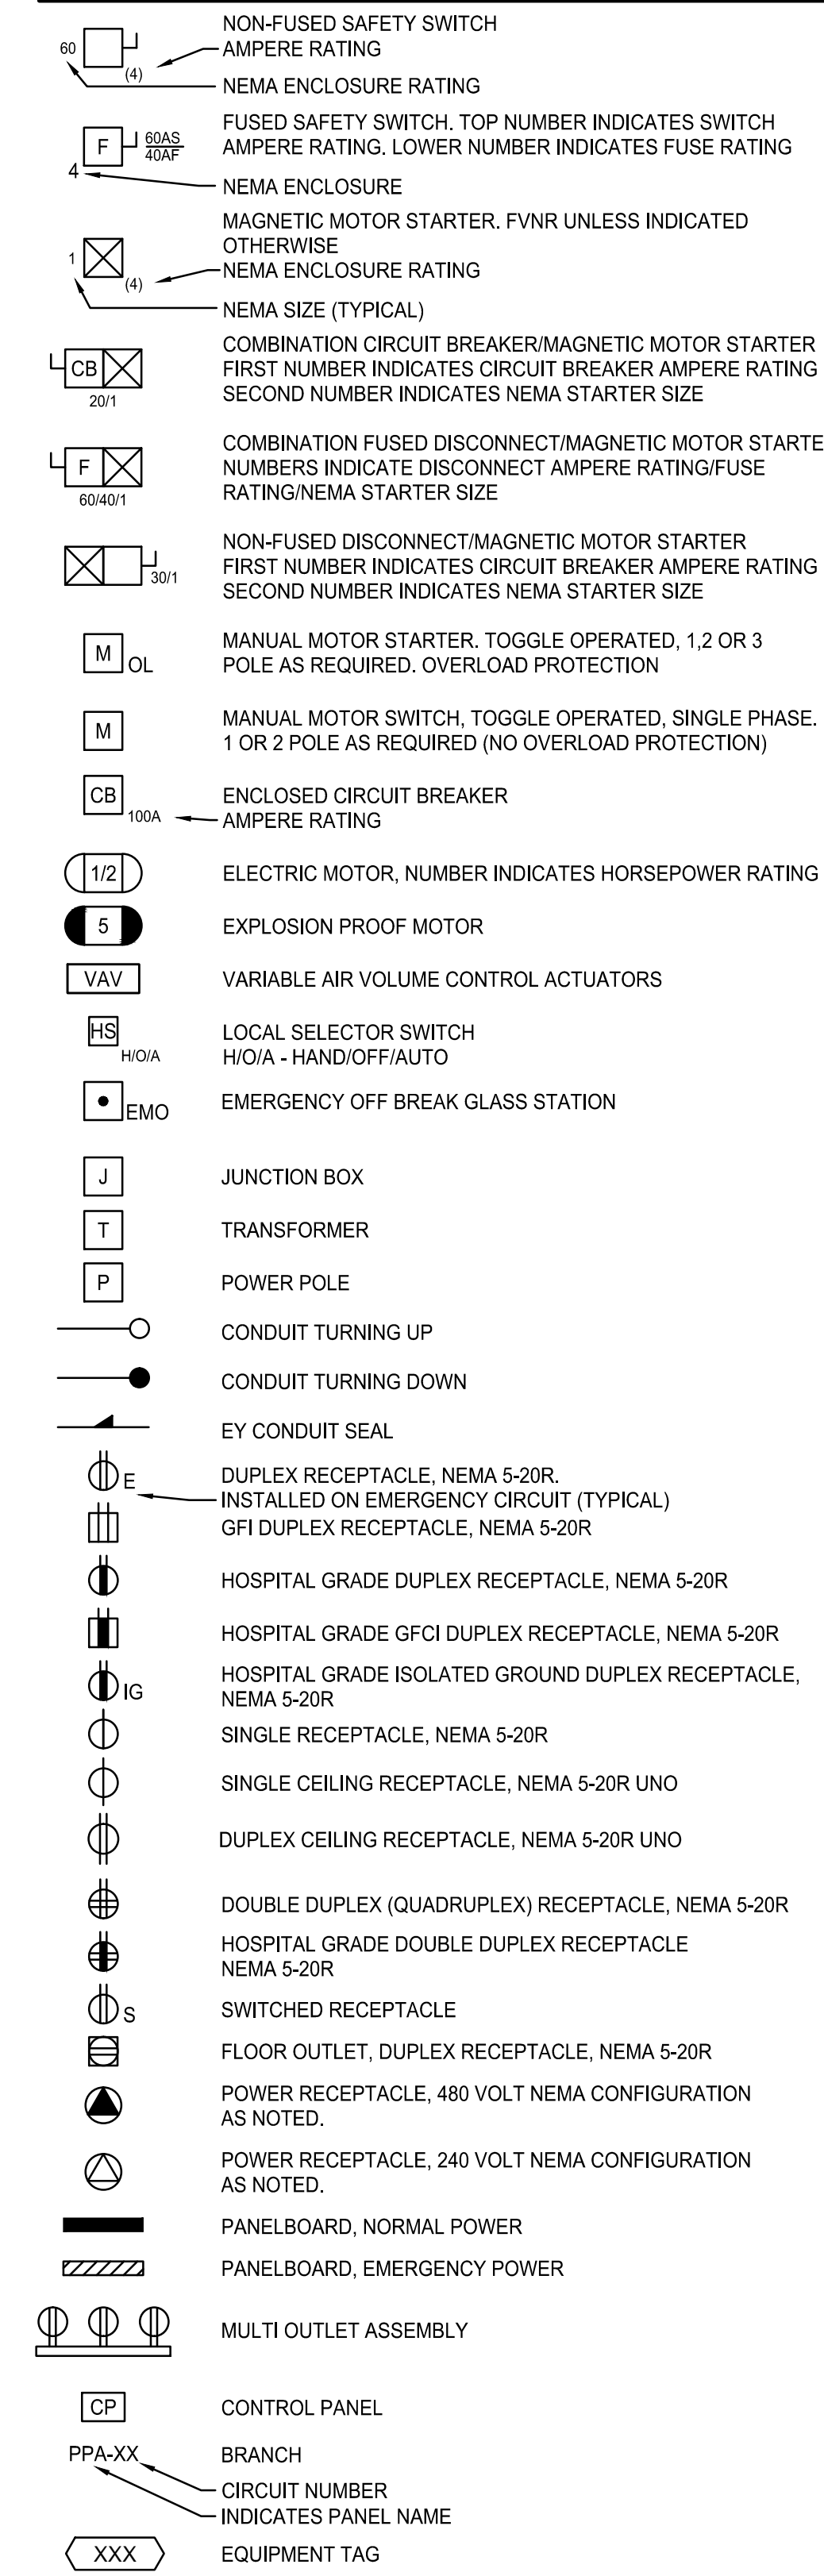 NON-FUSED SAFETY SWITCH
60
AMPERE RATING
(4)
NEMA ENCLOSURE RATING
FUSED SAFETY SWITCH. TOP NUMBER INDICATES SWITCH
F
60AS
40AF
AMPERE RATING. LOWER NUMBER INDICATES FUSE RATING
4
NEMA ENCLOSURE
MAGNETIC MOTOR STARTER. FVNR UNLESS INDICATED
OTHERWISE
1
(4)
NEMA ENCLOSURE RATING
NEMA SIZE (TYPICAL)
COMBINATION CIRCUIT BREAKER/MAGNETIC MOTOR STARTER
CB
FIRST NUMBER INDICATES CIRCUIT BREAKER AMPERE RATING
20/1
SECOND NUMBER INDICATES NEMA STARTER SIZE
COMBINATION FUSED DISCONNECT/MAGNETIC MOTOR STARTE
F
NUMBERS INDICATE DISCONNECT AMPERE RATING/FUSE
60/40/1
RATING/NEMA STARTER SIZE
NON-FUSED DISCONNECT/MAGNETIC MOTOR STARTER
30/1
FIRST NUMBER INDICATES CIRCUIT BREAKER AMPERE RATING
SECOND NUMBER INDICATES NEMA STARTER SIZE
M
OL
MANUAL MOTOR STARTER. TOGGLE OPERATED, 1,2 OR 3
POLE AS REQUIRED. OVERLOAD PROTECTION
M
MANUAL MOTOR SWITCH, TOGGLE OPERATED, SINGLE PHASE.
1 OR 2 POLE AS REQUIRED (NO OVERLOAD PROTECTION)
CB
ENCLOSED CIRCUIT BREAKER
100A
AMPERE RATING
1/2
ELECTRIC MOTOR, NUMBER INDICATES HORSEPOWER RATING
5
EXPLOSION PROOF MOTOR
VAV
VARIABLE AIR VOLUME CONTROL ACTUATORS
HS
LOCAL SELECTOR SWITCH
H/O/A
H/O/A - HAND/OFF/AUTO
EMO
EMERGENCY OFF BREAK GLASS STATION
J
JUNCTION BOX
T
TRANSFORMER
P
POWER POLE
CONDUIT TURNING UP
CONDUIT TURNING DOWN
EY CONDUIT SEAL
E
DUPLEX RECEPTACLE, NEMA 5-20R.
INSTALLED ON EMERGENCY CIRCUIT (TYPICAL)
GFI DUPLEX RECEPTACLE, NEMA 5-20R
HOSPITAL GRADE DUPLEX RECEPTACLE, NEMA 5-20R
HOSPITAL GRADE GFCI DUPLEX RECEPTACLE, NEMA 5-20R
IG
HOSPITAL GRADE ISOLATED GROUND DUPLEX RECEPTACLE,
NEMA 5-20R
SINGLE RECEPTACLE, NEMA 5-20R
SINGLE CEILING RECEPTACLE, NEMA 5-20R UNO
DUPLEX CEILING RECEPTACLE, NEMA 5-20R UNO
DOUBLE DUPLEX (QUADRUPLEX) RECEPTACLE, NEMA 5-20R
HOSPITAL GRADE DOUBLE DUPLEX RECEPTACLE
NEMA 5-20R
S
SWITCHED RECEPTACLE
FLOOR OUTLET, DUPLEX RECEPTACLE, NEMA 5-20R
POWER RECEPTACLE, 480 VOLT NEMA CONFIGURATION
AS NOTED.
POWER RECEPTACLE, 240 VOLT NEMA CONFIGURATION
AS NOTED.
PANELBOARD, NORMAL POWER
PANELBOARD, EMERGENCY POWER
MULTI OUTLET ASSEMBLY
CP
CONTROL PANEL
PPA-XX
BRANCH
CIRCUIT NUMBER
INDICATES PANEL NAME
XXX
EQUIPMENT TAG